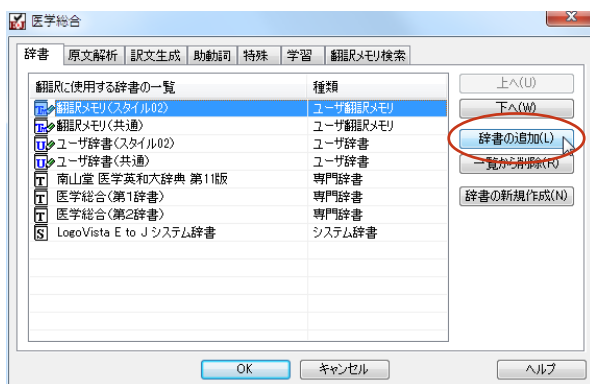 医学総合
辞書 原文解析 訳文生成 助動詞 特殊 学習 翻訳メモリ検索
翻訳に使用する辞書の一覧 種類
翻訳メモリ(スタイル02) ユーザ翻訳メモリ
翻訳メモリ(共通) ユーザ翻訳メモリ
ユーザ辞書(スタイル02) ユーザ辞書
ユーザ辞書(共通) ユーザ辞書
南山堂 医学英和大辞典 第11版 専門辞書
医学総合(第1辞書) 専門辞書
医学総合(第2辞書) 専門辞書
LogoVista E to J システム辞書 システム辞書
上へ(U)
下へ(W)
辞書の追加(L)
一覧から削除(R)
辞書の新規作成(N)
OK キャンセル ヘルプ